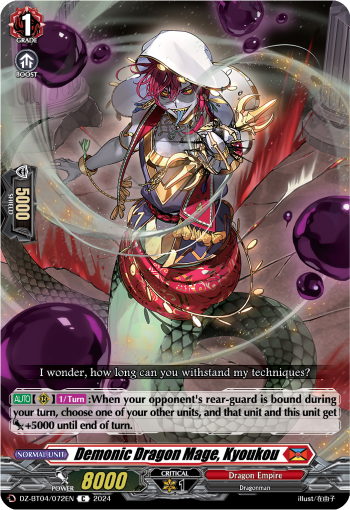 1
GRADE
BOOST
5000
SHIELD
I wonder, how long can you withstand my techniques?
AUTO 1/Turn :When your opponent's rear-guard is bound during
your turn, choose one of your other units, and that unit and this unit get
+5000 until end of turn.
NORMAL UNIT Demonic Dragon Mage, Kyoukou
POWER 8000 CRITICAL 1 Dragon Empire
Dragonman
DZ-BT04/072EN C 2024 illust/在由子